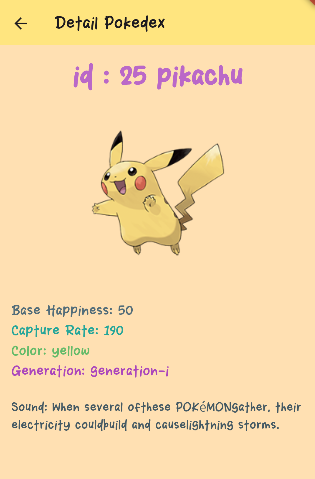 Detail Pokedex
id : 25 pikachu
Base Happiness: 50
Capture Rate: 190
Color: yellow
Generation: generation-i
Sound: When several ofthese POKéMONgather, their
electricity couldbuild and causelightning storms.